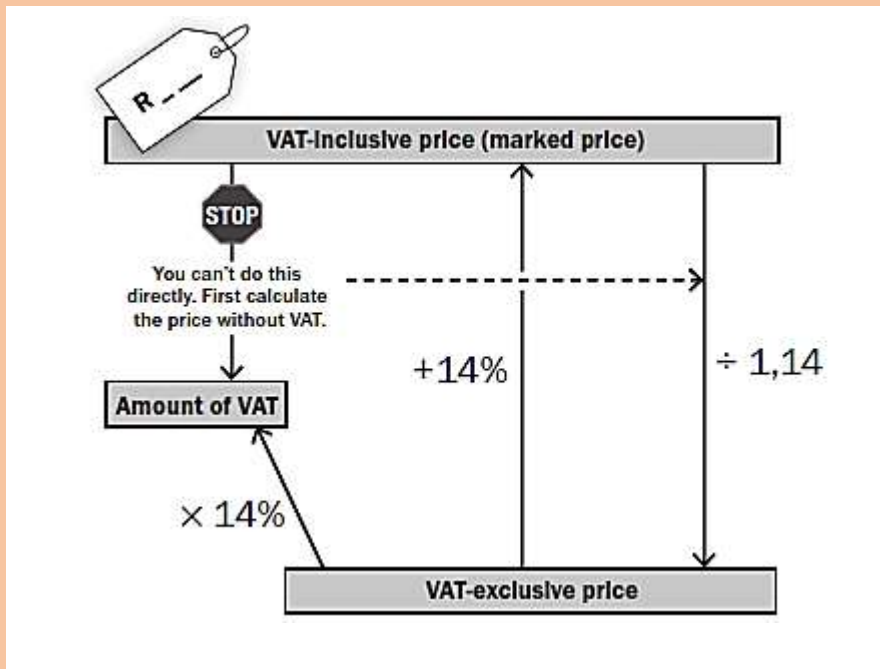 R _ _
VAT-inclusive price (marked price)
STOP
You can't do this
directly. First calculate
the price without VAT.
+14%
÷ 1,14
Amount of VAT
× 14%
VAT-exclusive price